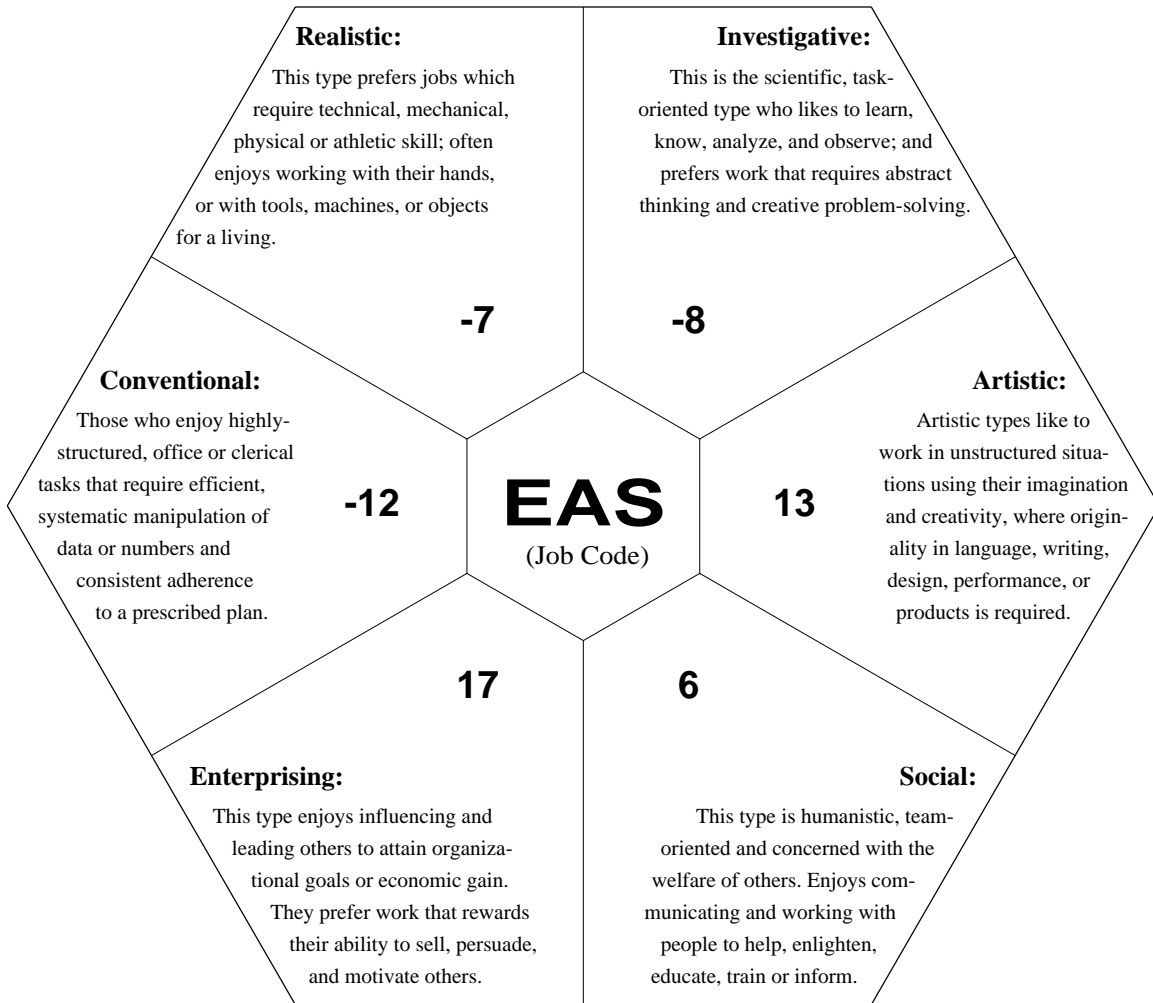 Realistic:
This type prefers jobs which
require technical, mechanical,
physical or athletic skill; often
enjoys working with their hands,
or with tools, machines, or objects
for a living.
-7
Investigative:
This is the scientific, task-
oriented type who likes to learn,
know, analyze, and observe; and
prefers work that requires abstract
thinking and creative problem-solving.
-8
Conventional:
Those who enjoy highly-
structured, office or clerical
tasks that require efficient,
systematic manipulation of
data or numbers and
consistent adherence
to a prescribed plan.
-12
EAS
(Job Code)
13
Artistic:
Artistic types like to
work in unstructured situa-
tions using their imagination
and creativity, where origin-
ality in language, writing,
design, performance, or
products is required.
17
Enterprising:
This type enjoys influencing and
leading others to attain organiza-
tional goals or economic gain.
They prefer work that rewards
their ability to sell, persuade,
and motivate others.
6
Social:
This type is humanistic, team-
oriented and concerned with the
welfare of others. Enjoys com-
municating and working with
people to help, enlighten,
educate, train or inform.